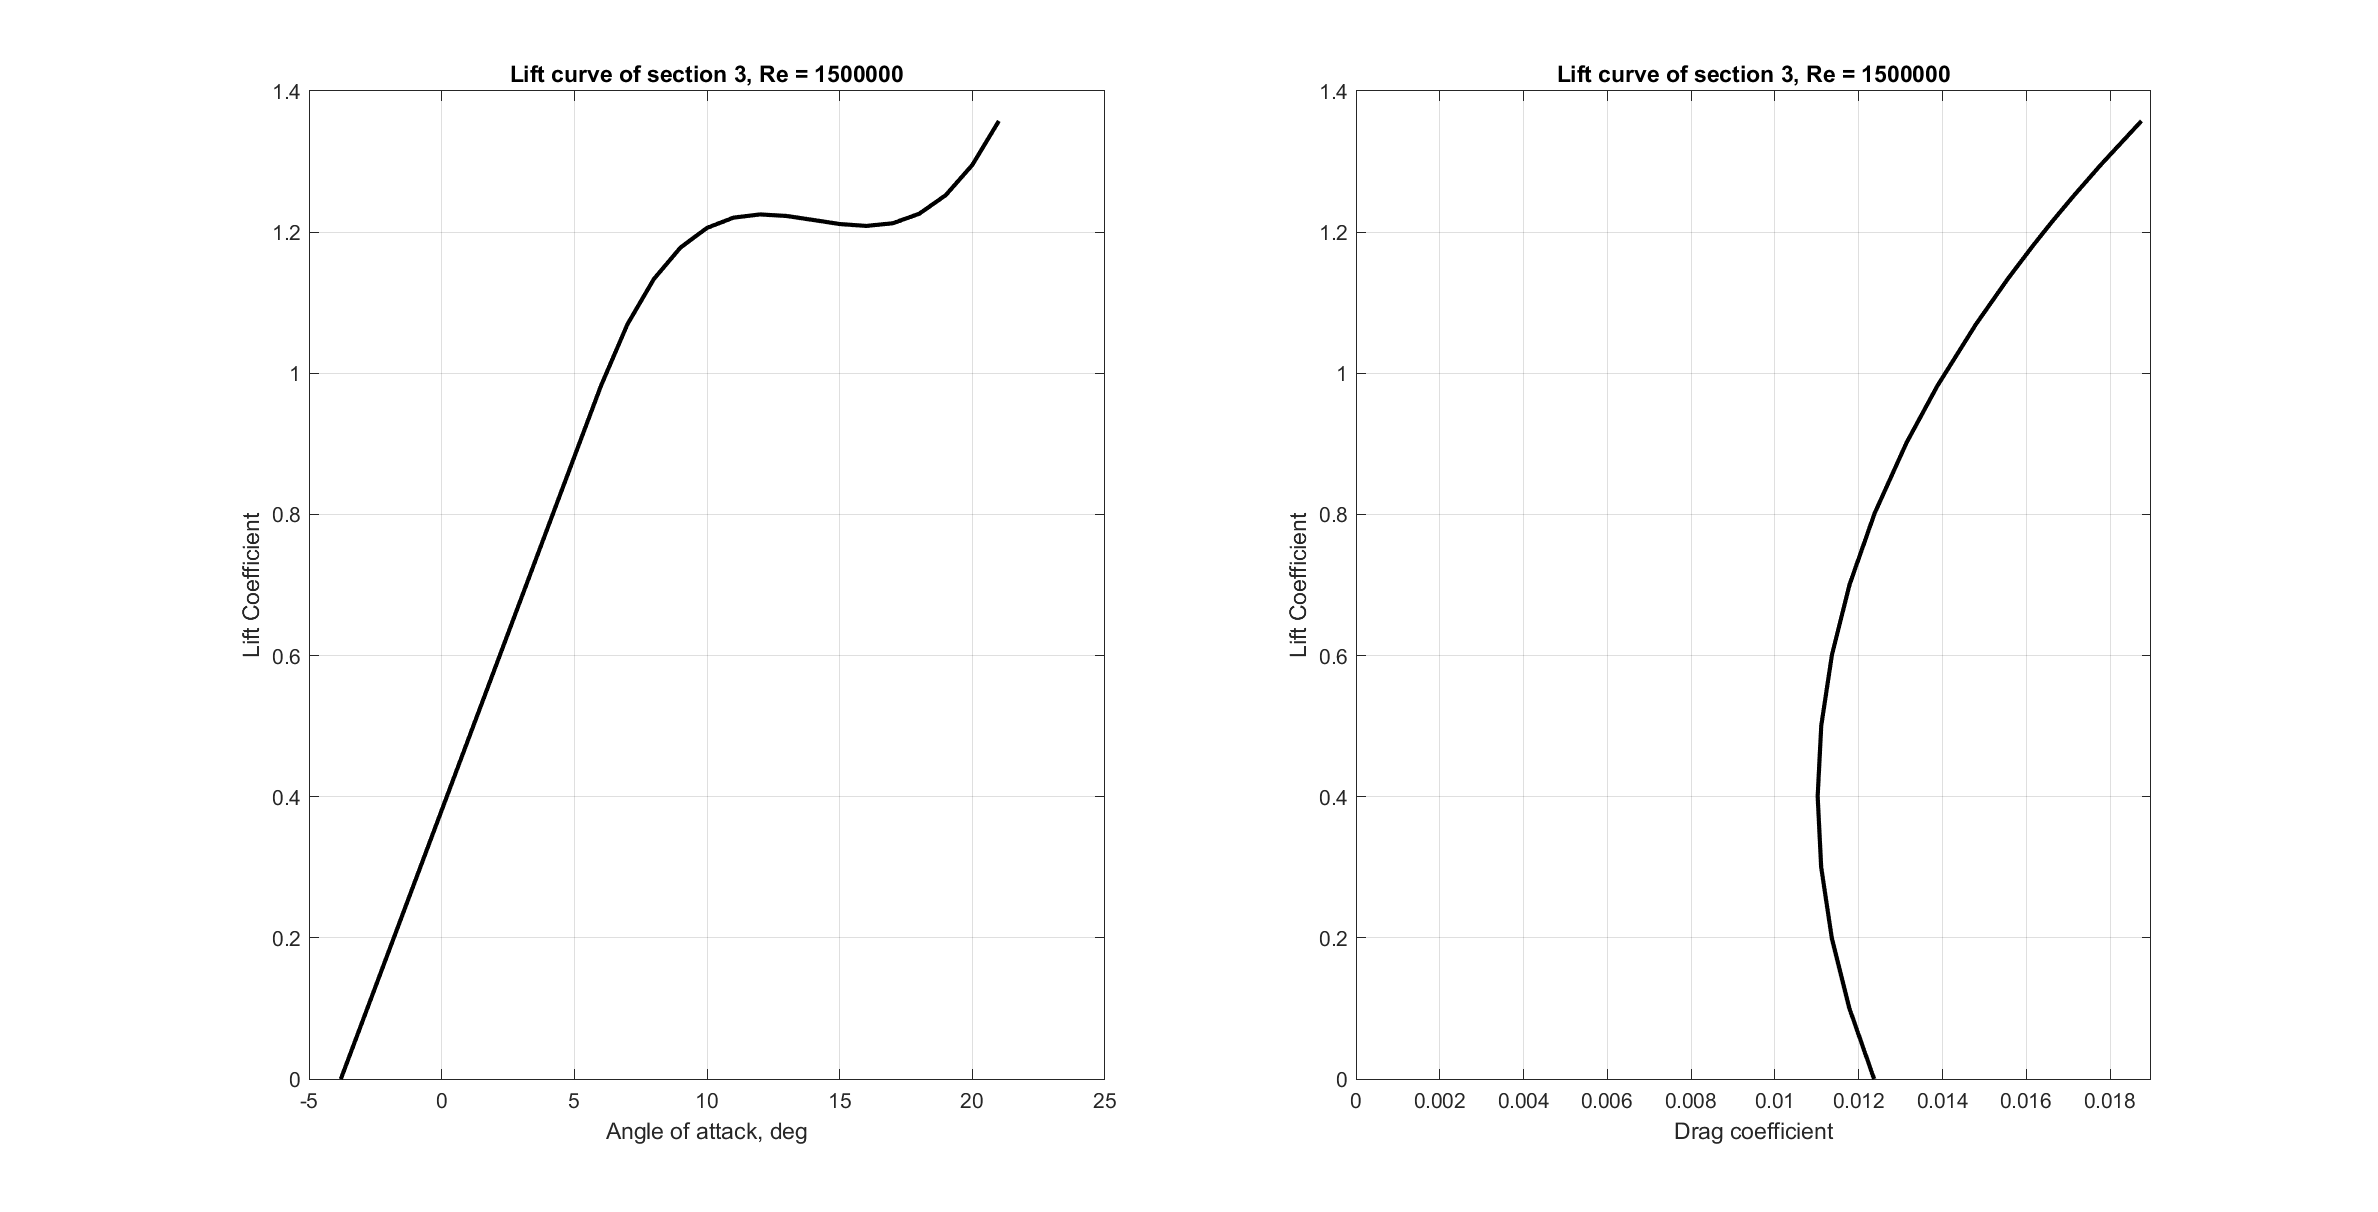 Lift curve of section 3, Re = 1500000
1.4
1.2
1
0.8
0.6
0.4
0.2
0
Lift Coefficient
-5 0 5 10 15 20 25
Angle of attack, deg
Lift curve of section 3, Re = 1500000
1.4
1.2
1
0.8
0.6
0.4
0.2
0
Lift Coefficient
0 0.002 0.004 0.006 0.008 0.01 0.012 0.014 0.016 0.018
Drag coefficient